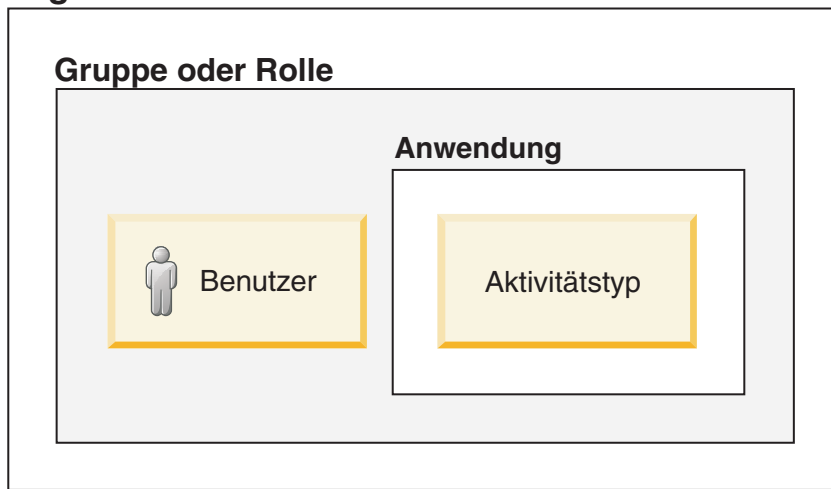 Gruppe oder Rolle
Anwendung
Benutzer
Aktivitätstyp